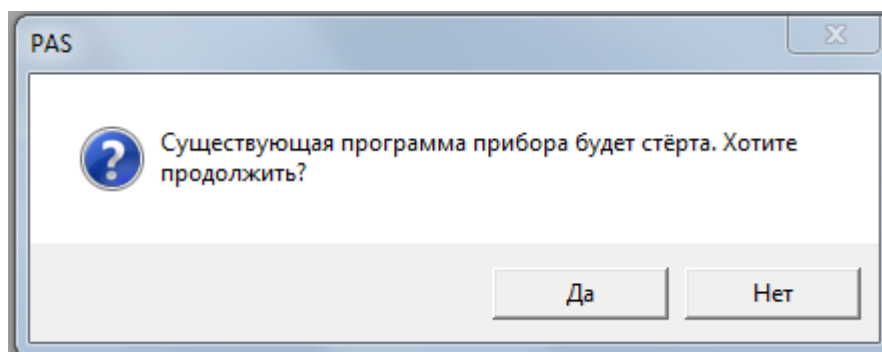 PAS
Существующая программа прибора будет стёрта. Хотите
продолжить?
Да
Нет